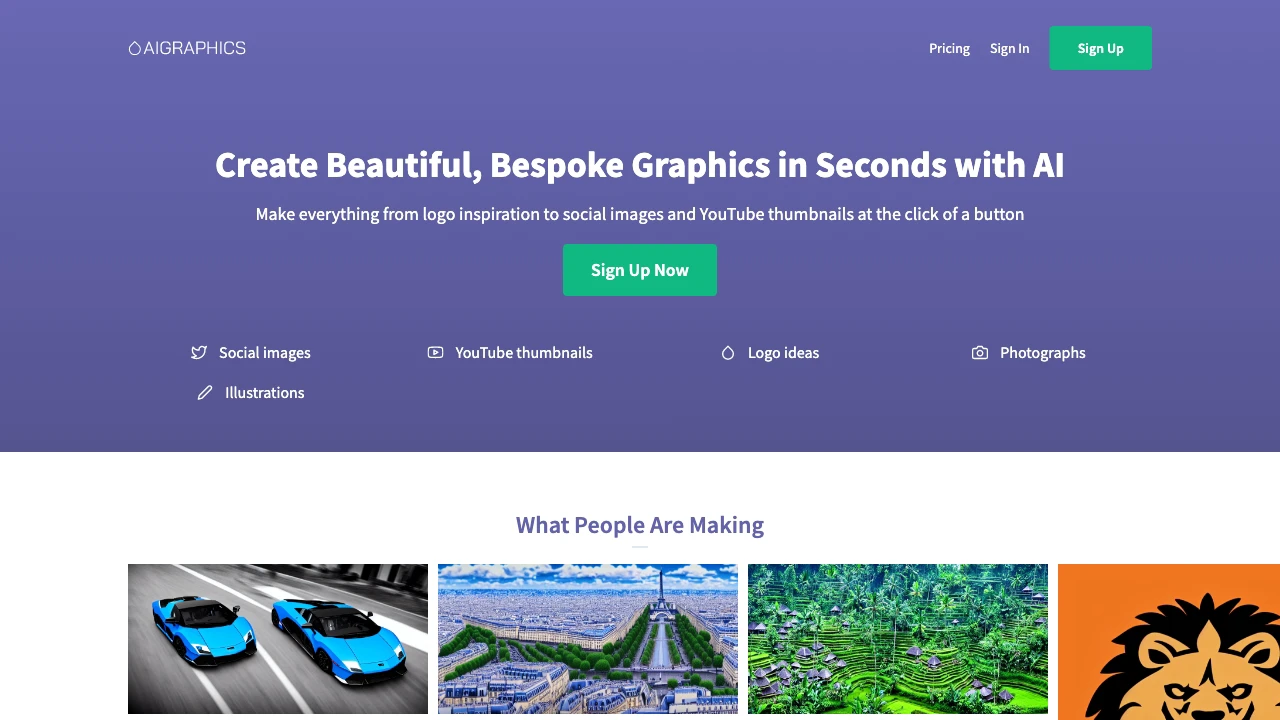 AIGRAPHICS
Pricing
Sign In
Sign Up
Create Beautiful, Bespoke Graphics in Seconds with AI
Make everything from logo inspiration to social images and YouTube thumbnails at the click of a button
Sign Up Now
Social images
YouTube thumbnails
Logo ideas
Photographs
Illustrations
What People Are Making